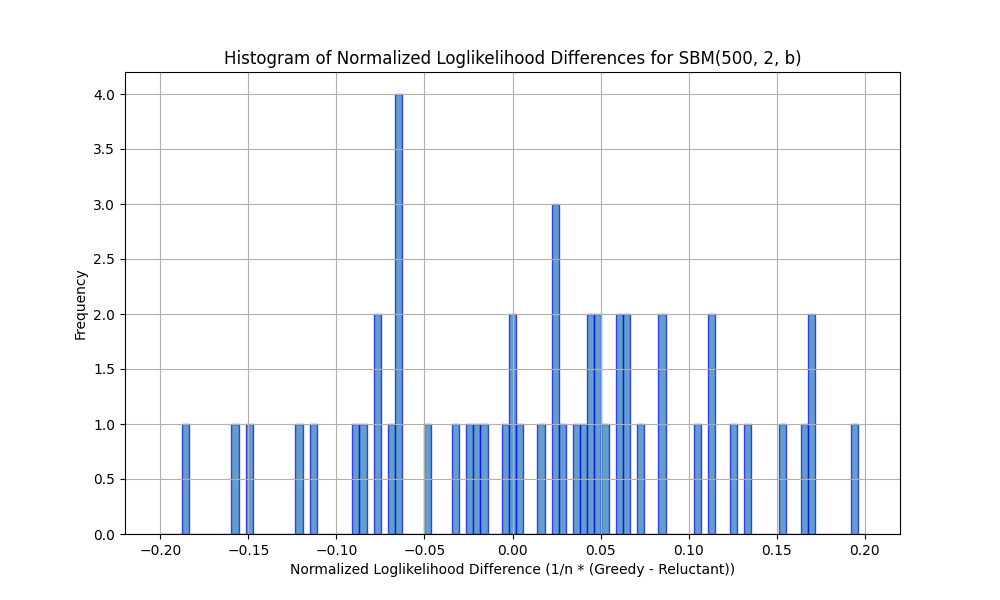 Histogram of Normalized Loglikelihood Differences for SBM(500, 2, b)
4.0
3.5
3.0
2.5
2.0
1.5
1.0
0.5
0.0
Frequency
−0.20 −0.15 −0.10 −0.05 0.00 0.05 0.10 0.15 0.20
Normalized Loglikelihood Difference (1/n * (Greedy - Reluctant))